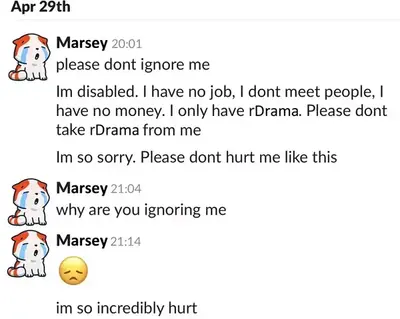 Apr 29th
Marsey 20:01
please dont ignore me
Im disabled. I have no job, I dont meet people, I
have no money. I only have rDrama. Please dont
take rDrama from me
Im so sorry. Please dont hurt me like this
Marsey 21:04
why are you ignoring me
Marsey 21:14
im so incredibly hurt